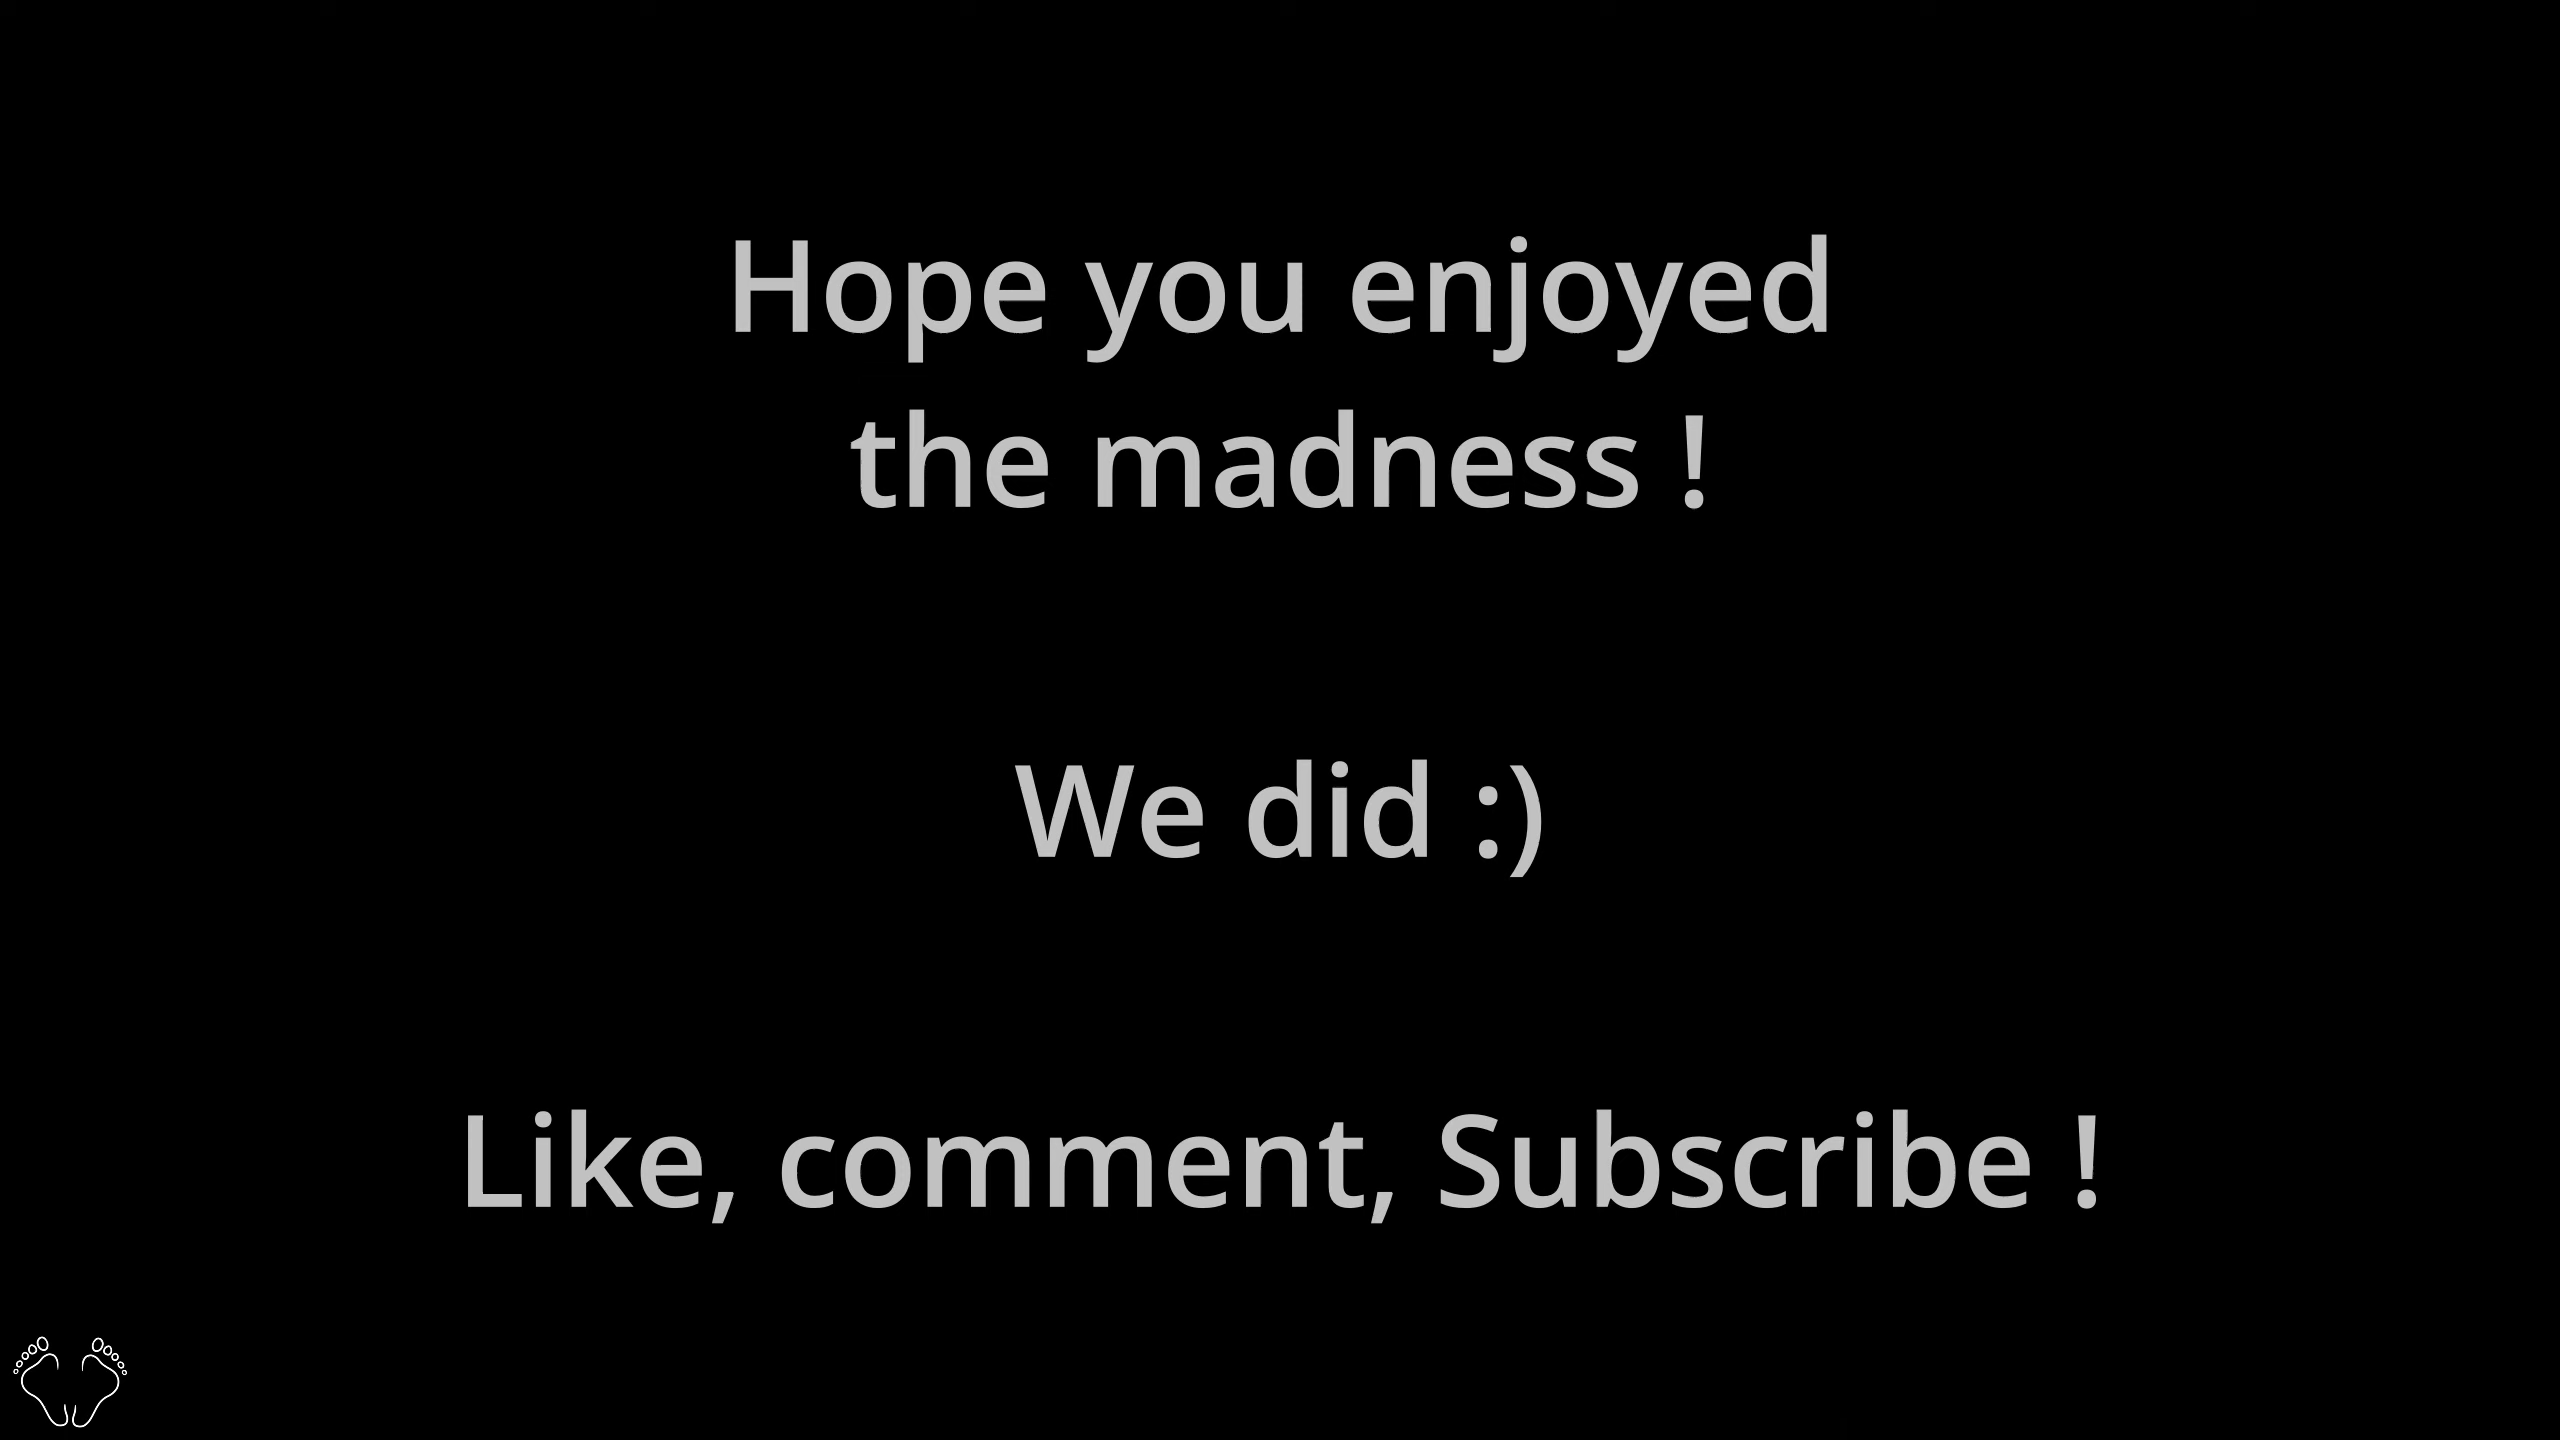 Hope you enjoyed
the madness !
We did :)
Like, comment, Subscribe !